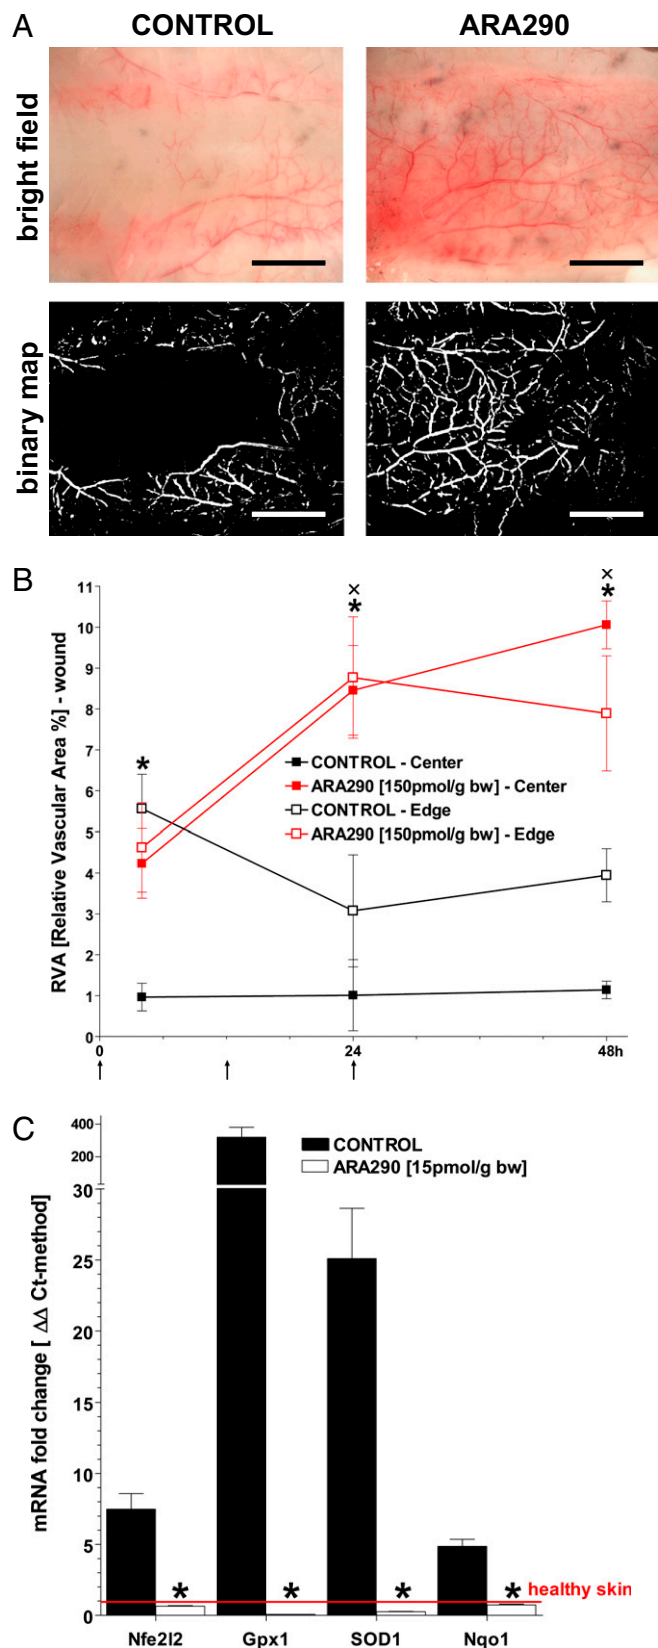 A
CONTROL
ARA290
bright field
binary map
B
RVA [Relative Vascular Area %] - wound
11
10
9
8
7
6
5
4
3
2
1
0
×
*
×
*
*
CONTROL - Center
ARA290 [150pmol/g bw] - Center
CONTROL - Edge
ARA290 [150pmol/g bw] - Edge
0
24
48h
C
mRNA fold change [ ΔΔ Ct-method]
400
200
30
25
20
15
10
5
0
CONTROL
ARA290 [15pmol/g bw]
* * * *
healthy skin
Nfe2l2
Gpx1
SOD1
Nqo1